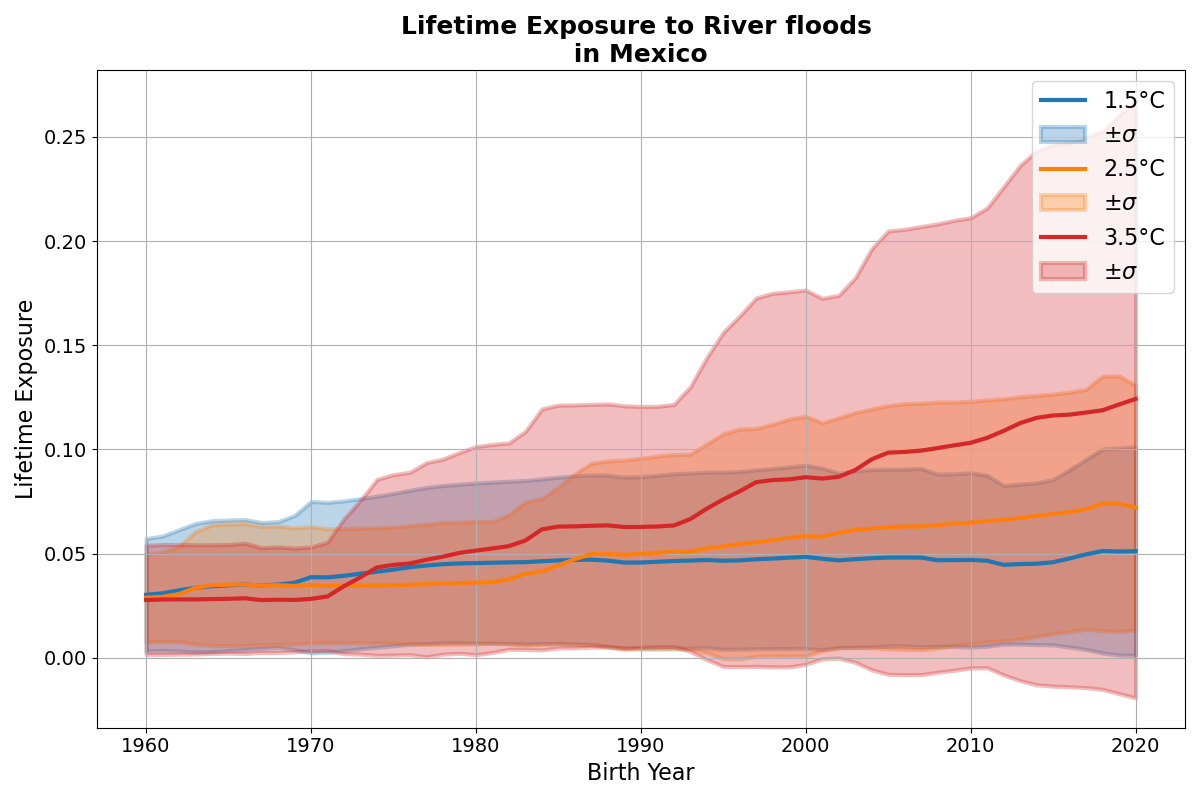 Lifetime Exposure to River floods
in Mexico
1.5°C
±σ
2.5°C
±σ
3.5°C
±σ
Lifetime Exposure
0.25
0.20
0.15
0.10
0.05
0.00
1960 1970 1980 1990 2000 2010 2020
Birth Year